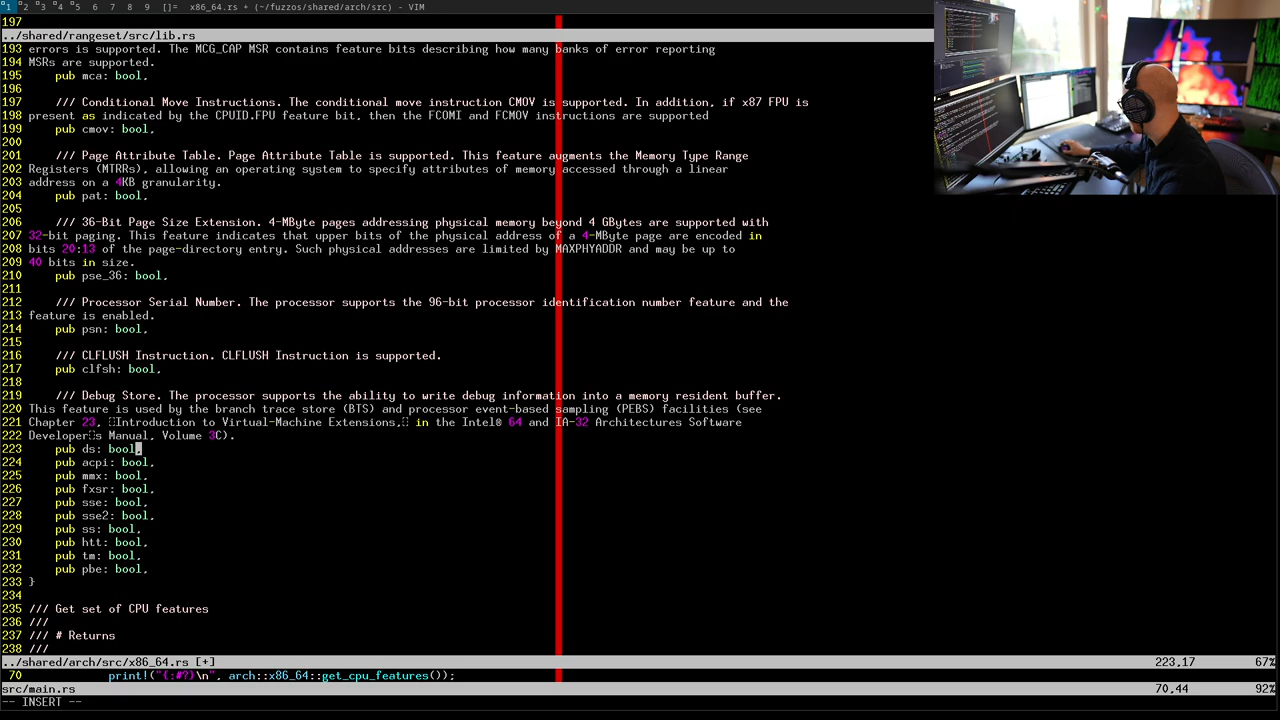 1 2 3 4 5 6 7 8 9 []= x86_64.rs + (~/fuzzos/shared/arch/src) - VIM
197
../shared/rangeset/src/lib.rs
193 errors is supported. The MCG_CAP MSR contains feature bits describing how many banks of error reporting
194 MSRs are supported.
195 pub mca: bool,
196
197 /// Conditional Move Instructions. The conditional move instruction CMOV is supported. In addition, if x87 FPU is
198 present as indicated by the CPUID.FPU feature bit, then the FCOMI and FCMOV instructions are supported
199 pub cmov: bool,
200
201 /// Page Attribute Table. Page Attribute Table is supported. This feature augments the Memory Type Range
202 Registers (MTRRs), allowing an operating system to specify attributes of memory accessed through a linear
203 address on a 4KB granularity.
204 pub pat: bool,
205
206 /// 36-Bit Page Size Extension. 4-MByte pages addressing physical memory beyond 4 GBytes are supported with
207 32-bit paging. This feature indicates that upper bits of the physical address of a 4-MByte page are encoded in
208 bits 20:13 of the page-directory entry. Such physical addresses are limited by MAXPHYADDR and may be up to
209 40 bits in size.
210 pub pse_36: bool,
211
212 /// Processor Serial Number. The processor supports the 96-bit processor identification number feature and the
213 feature is enabled.
214 pub psn: bool,
215
216 /// CLFLUSH Instruction. CLFLUSH Instruction is supported.
217 pub clfsh: bool,
218
219 /// Debug Store. The processor supports the ability to write debug information into a memory resident buffer.
220 This feature is used by the branch trace store (BTS) and processor event-based sampling (PEBS) facilities (see
221 Chapter 23, Introduction to Virtual-Machine Extensions, in the Intel® 64 and IA-32 Architectures Software
222 Developers Manual, Volume 3C).
223 pub ds: bool,
224 pub acpi: bool,
225 pub mmx: bool,
226 pub fxsr: bool,
227 pub sse: bool,
228 pub sse2: bool,
229 pub ss: bool,
230 pub htt: bool,
231 pub tm: bool,
232 pub pbe: bool,
233 }
234
235 /// Get set of CPU features
236 ///
237 /// # Returns
238 ///
../shared/arch/src/x86_64.rs [+] 223,17 67%
70 print!("{:#?}\n", arch::x86_64::get_cpu_features());
src/main.rs 70,44 92%
-- INSERT --